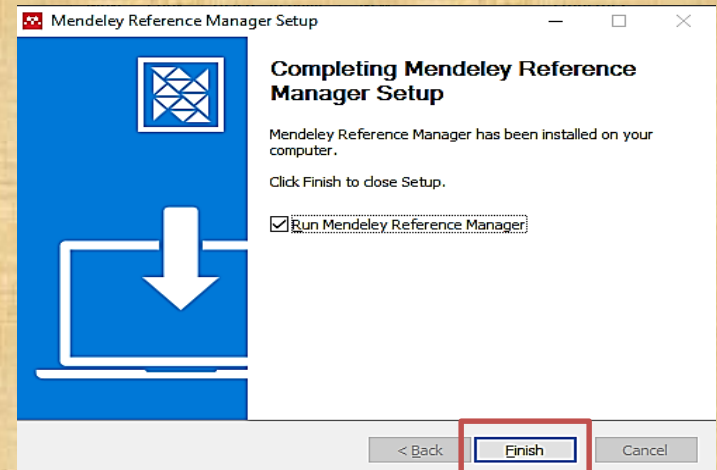 Mendeley Reference Manager Setup
Completing Mendeley Reference
Manager Setup
Mendeley Reference Manager has been installed on your
computer.
Click Finish to close Setup.
Run Mendeley Reference Manager
< Back
Finish
Cancel